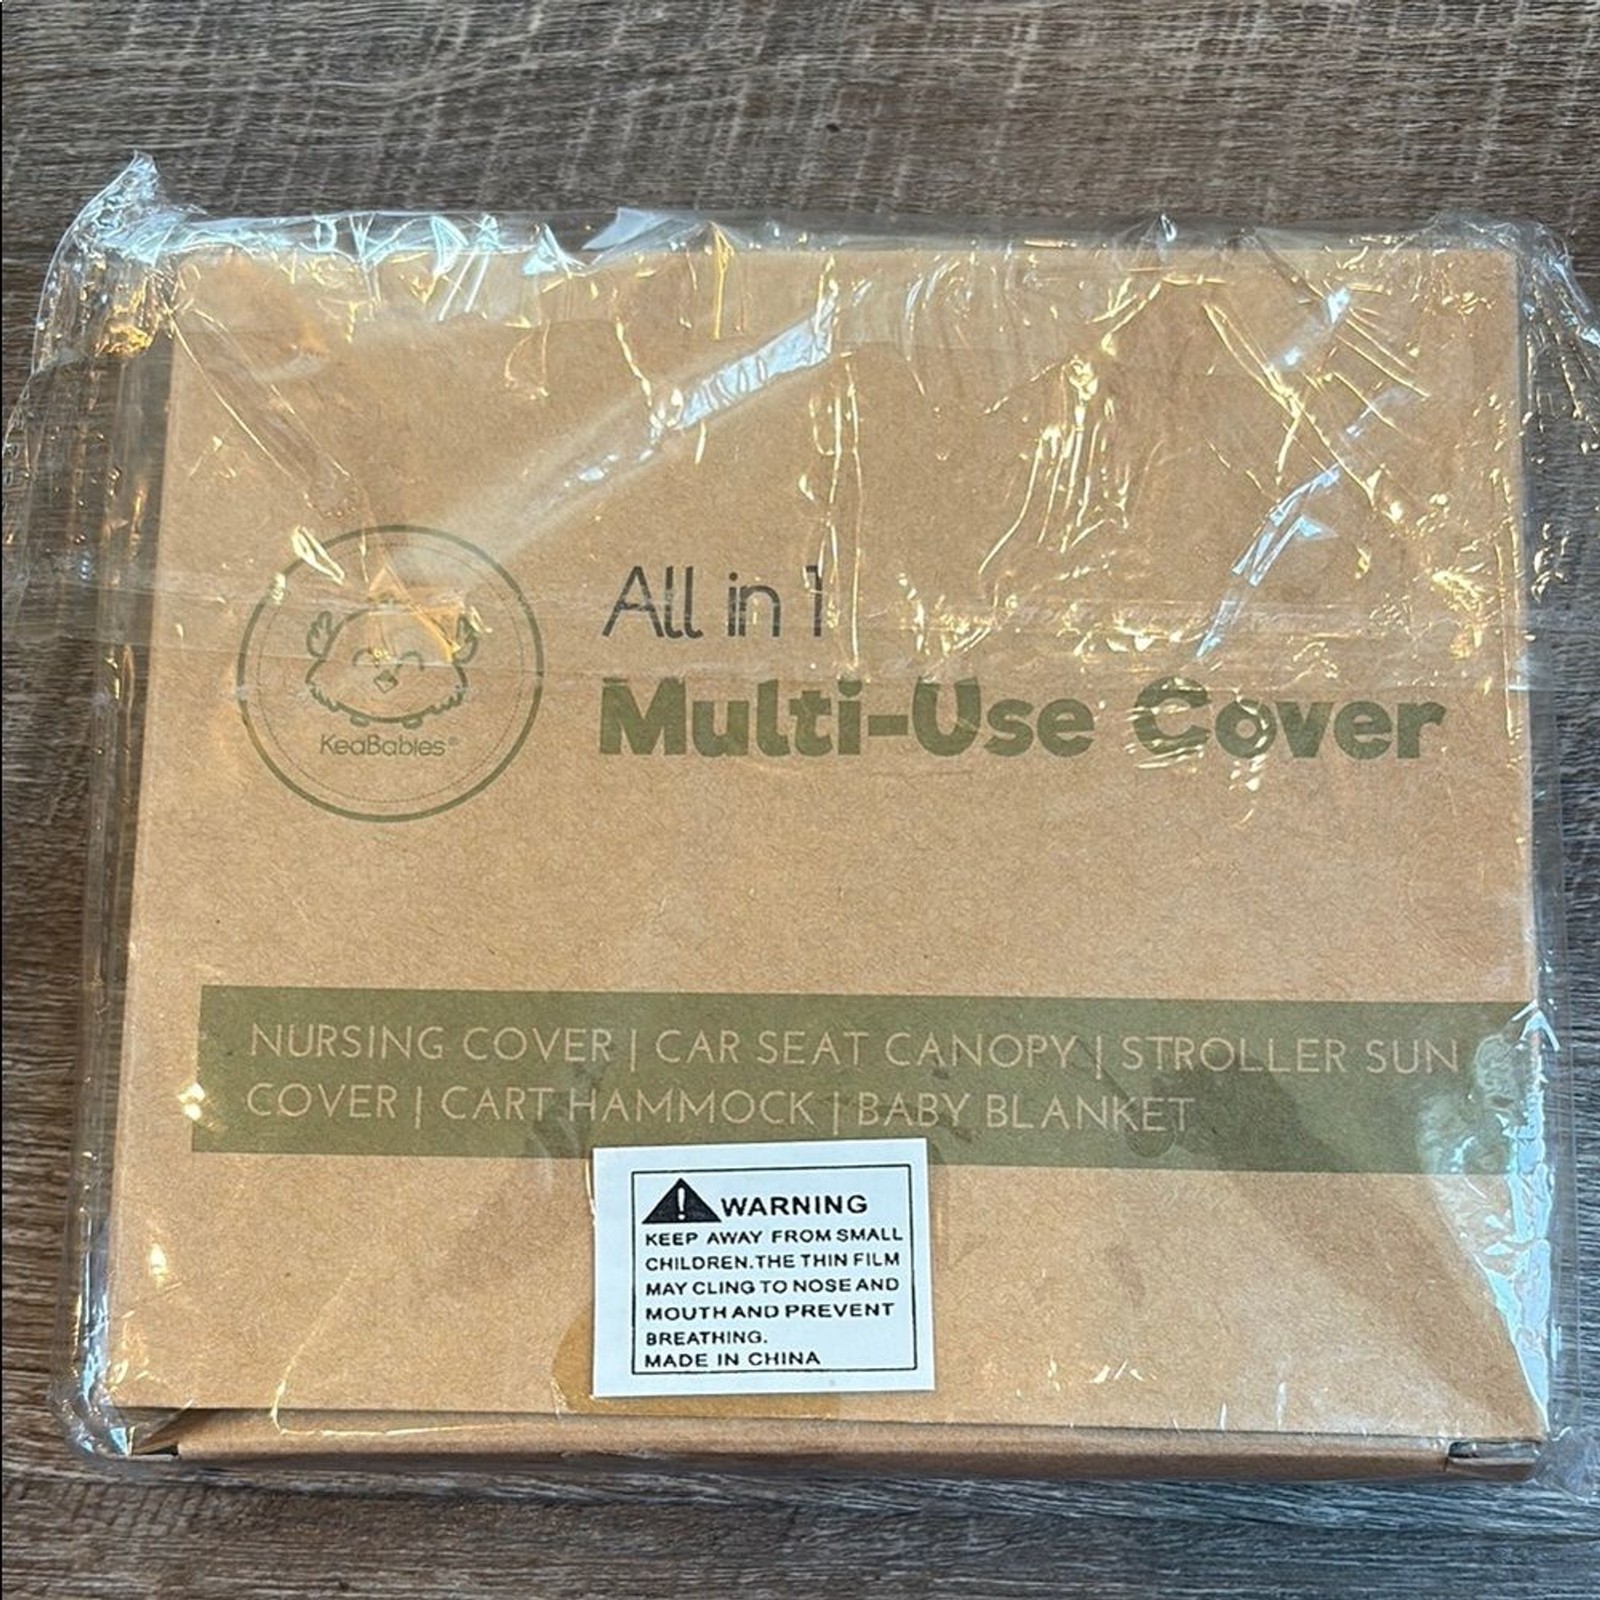 All in 1
Multi-Use Cover
KeaBabies®
NURSING COVER | CAR SEAT CANOPY | STROLLER SUN
COVER | CART HAMMOCK | BABY BLANKET
WARNING
KEEP AWAY FROM SMALL
CHILDREN.THE THIN FILM
MAY CLING TO NOSE AND
MOUTH AND PREVENT
BREATHING.
MADE IN CHINA